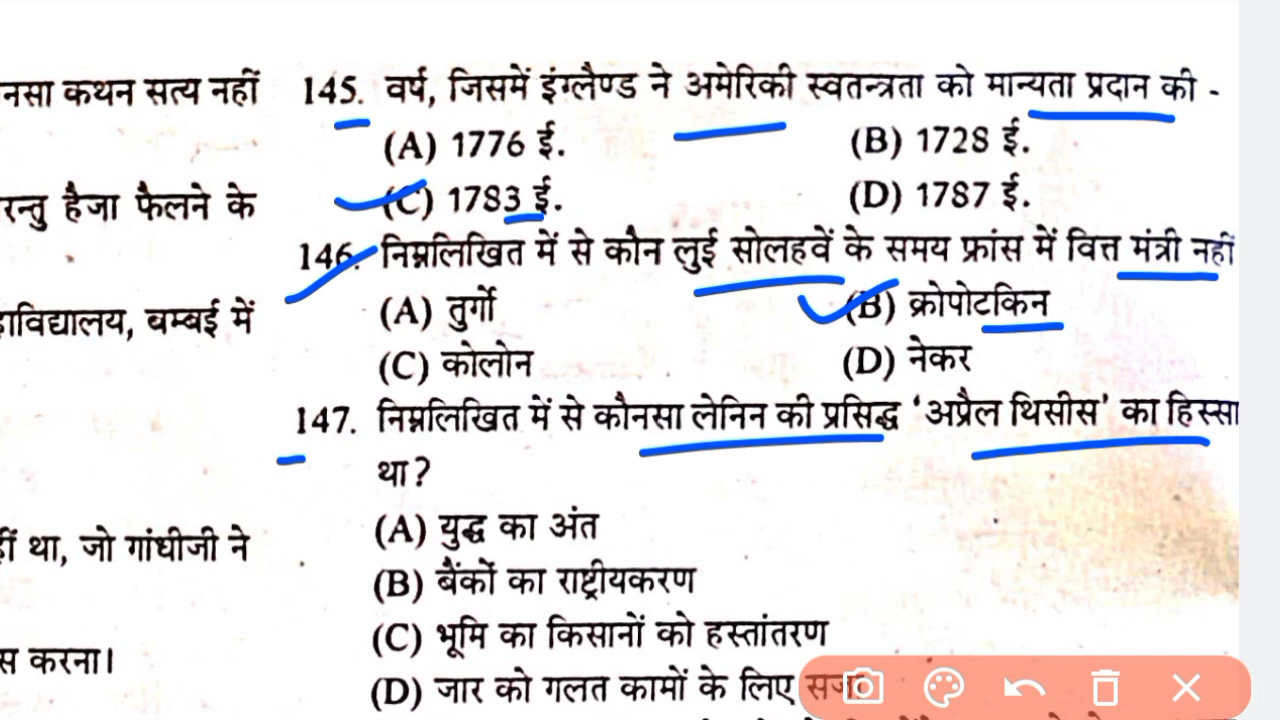 नसा कथन सत्य नहीं
रन्तु हैजा फैलने के
विद्यालय, बम्बई में
था, जो गांधीजी ने
स करना।
145. वर्ष, जिसमें इंग्लैण्ड ने अमेरिकी स्वतन्त्रता को मान्यता प्रदान की -
(A) 1776 ई. (B) 1728 ई.
(C) 1783 ई. (D) 1787 ई.
146. निम्नलिखित में से कौन लुई सोलहवें के समय फ्रांस में वित्त मंत्री नहीं
(A) तुर्गो (B) क्रोपोटकिन
(C) कोलोन (D) नेकर
147. निम्नलिखित में से कौनसा लेनिन की प्रसिद्ध 'अप्रैल थिसीस' का हिस्सा
था?
(A) युद्ध का अंत
(B) बैंकों का राष्ट्रीयकरण
(C) भूमि का किसानों को हस्तांतरण
(D) जार को गलत कामों के लिए